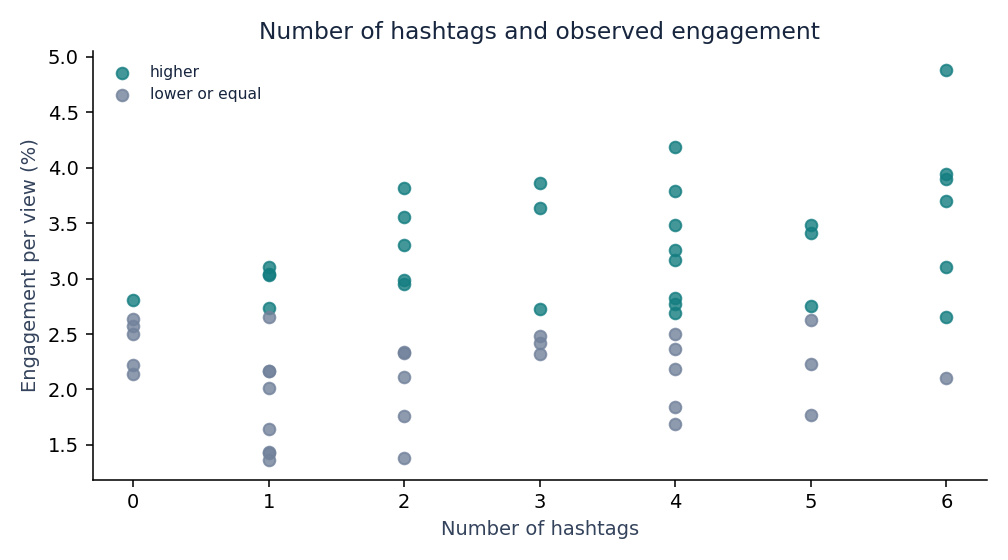 Number of hashtags and observed engagement
higher
lower or equal
Engagement per view (%)
5.0
4.5
4.0
3.5
3.0
2.5
2.0
1.5
0 1 2 3 4 5 6
Number of hashtags